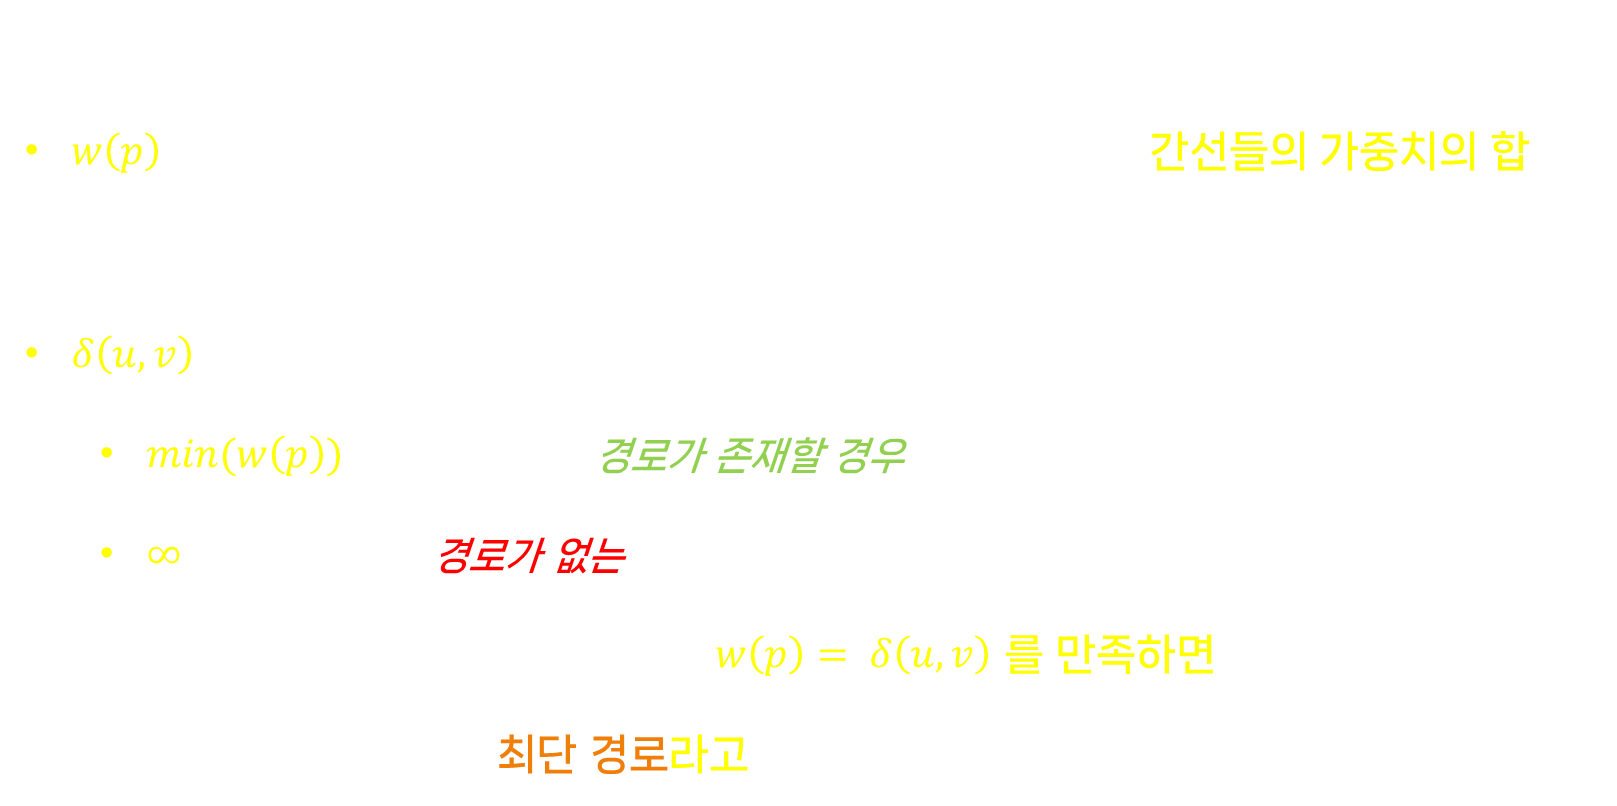 • w(p) 간선들의 가중치의 합
• δ(u, v)
• min(w(p)) 경로가 존재할 경우
• ∞ 경로가 없는
w(p) = δ(u, v) 를 만족하면
최단 경로라고